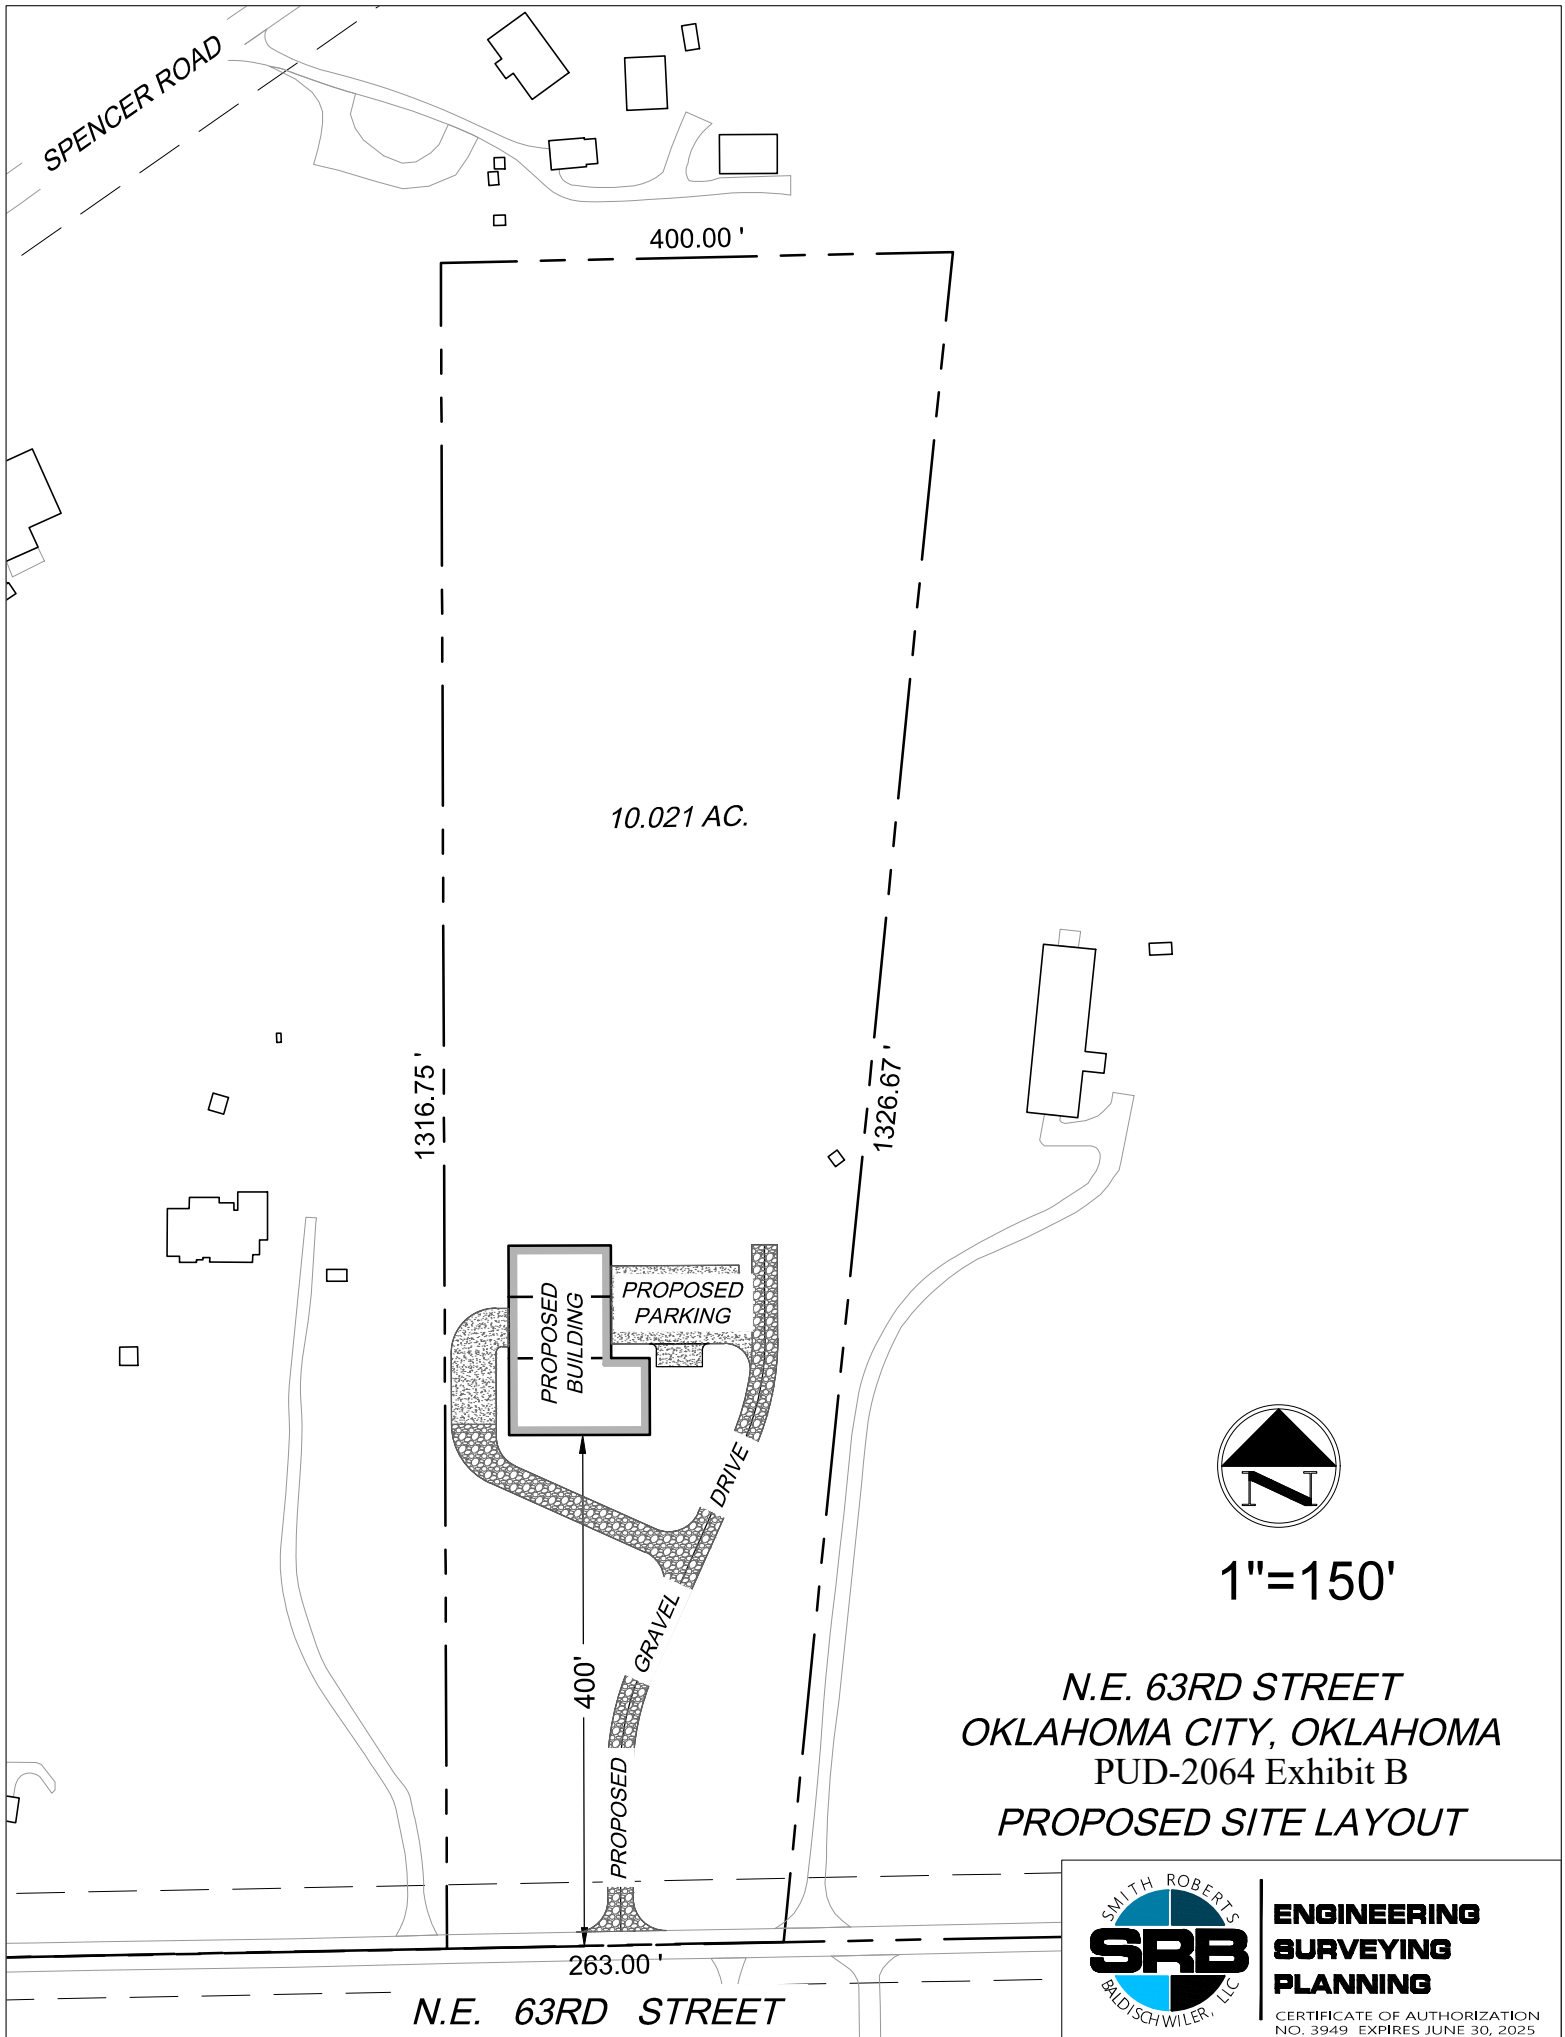 SPENCER ROAD
400.00 '
10.021 AC.
1316.75 '
1326.67 '
PROPOSED
BUILDING
PROPOSED
PARKING
PROPOSED GRAVEL DRIVE
400'
1"=150'
N
N.E. 63RD STREET
OKLAHOMA CITY, OKLAHOMA
PUD-2064 Exhibit B
PROPOSED SITE LAYOUT
263.00 '
N.E. 63RD STREET
SMITH ROBERTS
SRB
BALDISCHWILER, LLC
ENGINEERING
SURVEYING
PLANNING
CERTIFICATE OF AUTHORIZATION
NO. 3949 EXPIRES JUNE 30, 2025